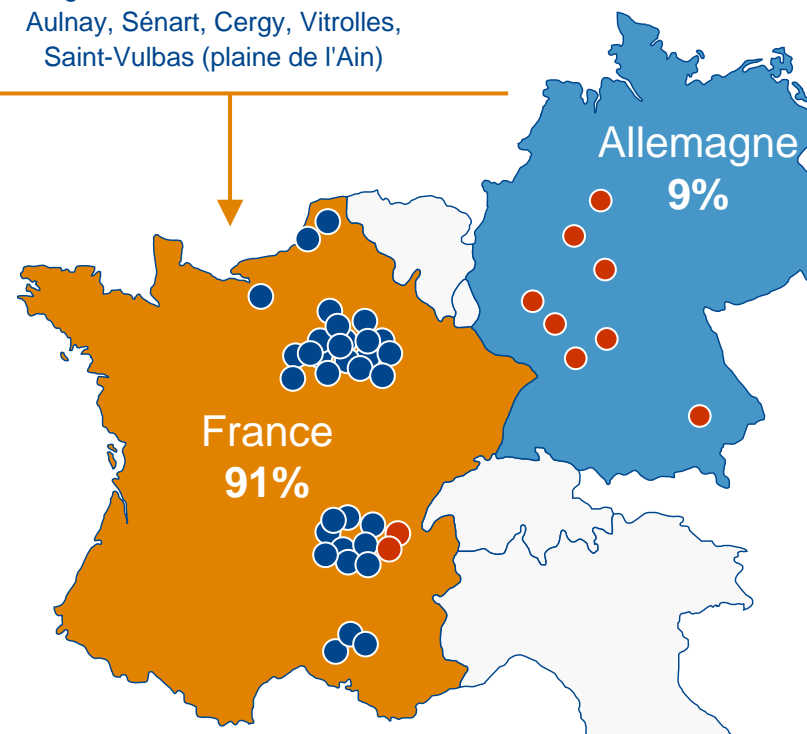 Aulnay, Sénart, Cergy, Vitrolles,
Saint-Vulbas (plaine de l'Ain)
Allemagne
9%
France
91%